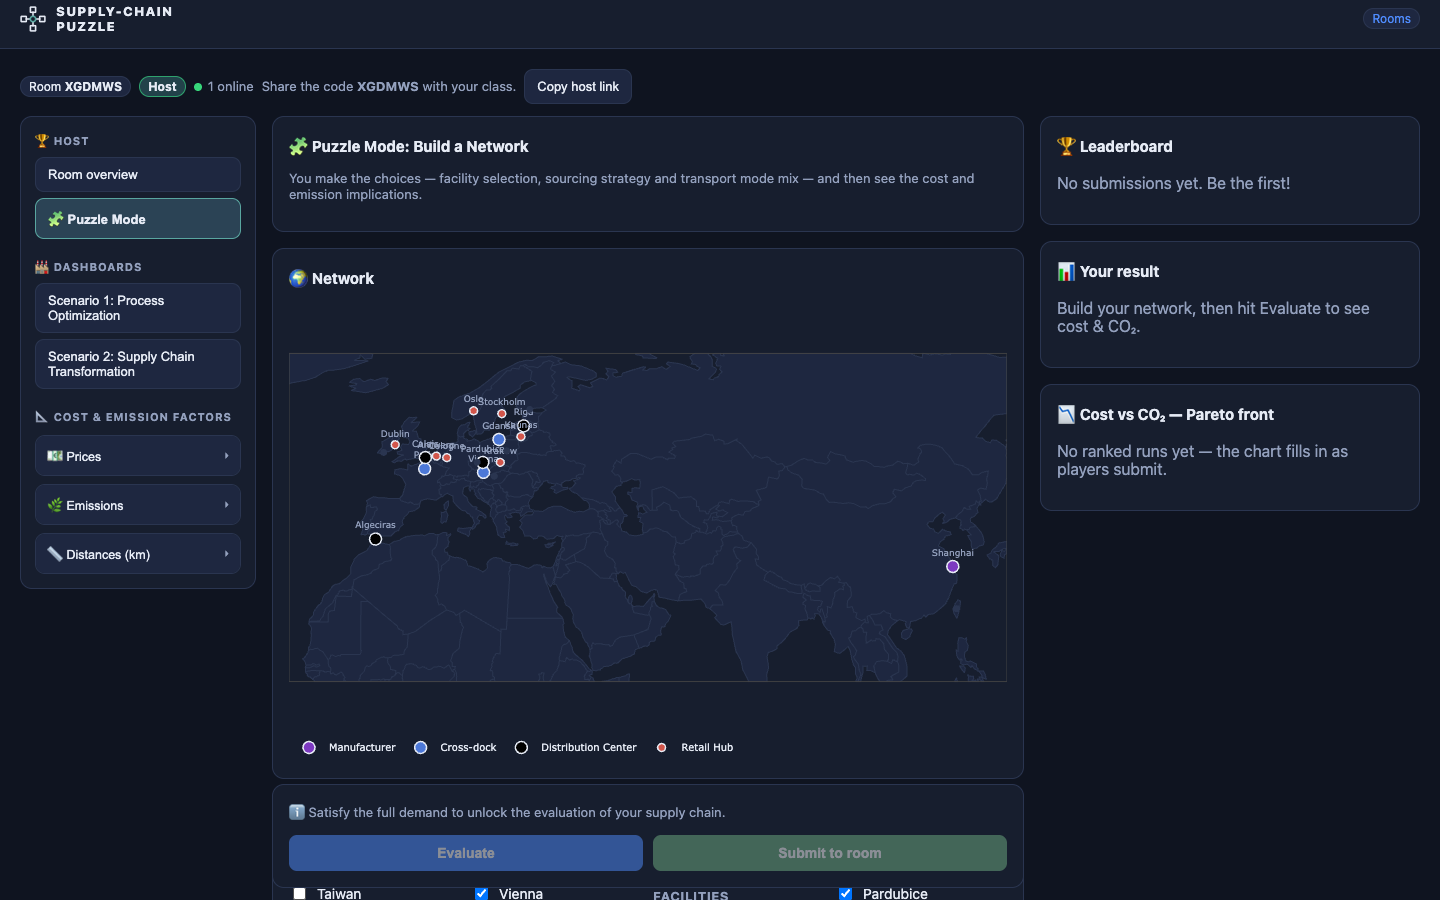 SUPPLY-CHAIN
PUZZLE
Rooms
Room XGDMWS
Host
1 online
Share the code XGDMWS with your class.
Copy host link
HOST
Room overview
Puzzle Mode
DASHBOARDS
Scenario 1: Process
Optimization
Scenario 2: Supply Chain
Transformation
COST & EMISSION FACTORS
Prices
Emissions
Distances (km)
Puzzle Mode: Build a Network
You make the choices — facility selection, sourcing strategy and transport mode mix — and then see the cost and
emission implications.
Network
Oslo
Stockholm
Riga
Gdansk
Kaunas
Dublin
Cologne
Pardubice
Algeciras
Shanghai
Manufacturer
Cross-dock
Distribution Center
Retail Hub
Satisfy the full demand to unlock the evaluation of your supply chain.
Evaluate
Submit to room
Taiwan
Vienna
FACILITIES
Pardubice
Leaderboard
No submissions yet. Be the first!
Your result
Build your network, then hit Evaluate to see
cost & CO₂.
Cost vs CO₂ — Pareto front
No ranked runs yet — the chart fills in as
players submit.